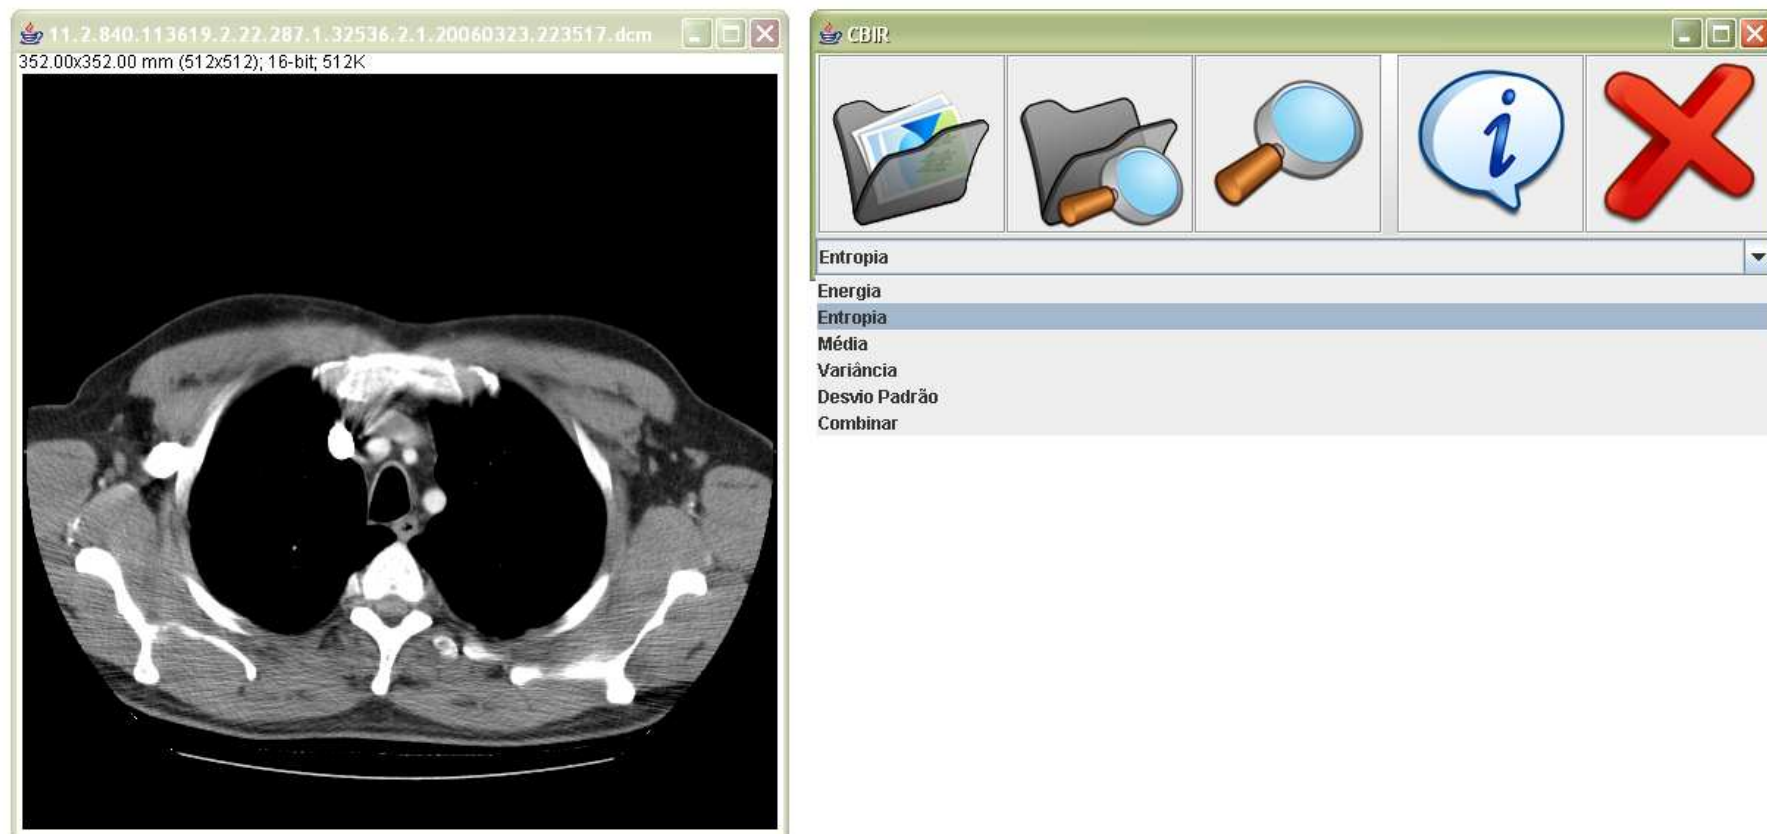 11.2.840.113619.2.22.287.1.32536.2.1.20060323.223517.dcm
352.00x352.00 mm (512x512); 16-bit; 512K
CBIR
Entropia
Energia
Entropia
Média
Variância
Desvio Padrão
Combinar